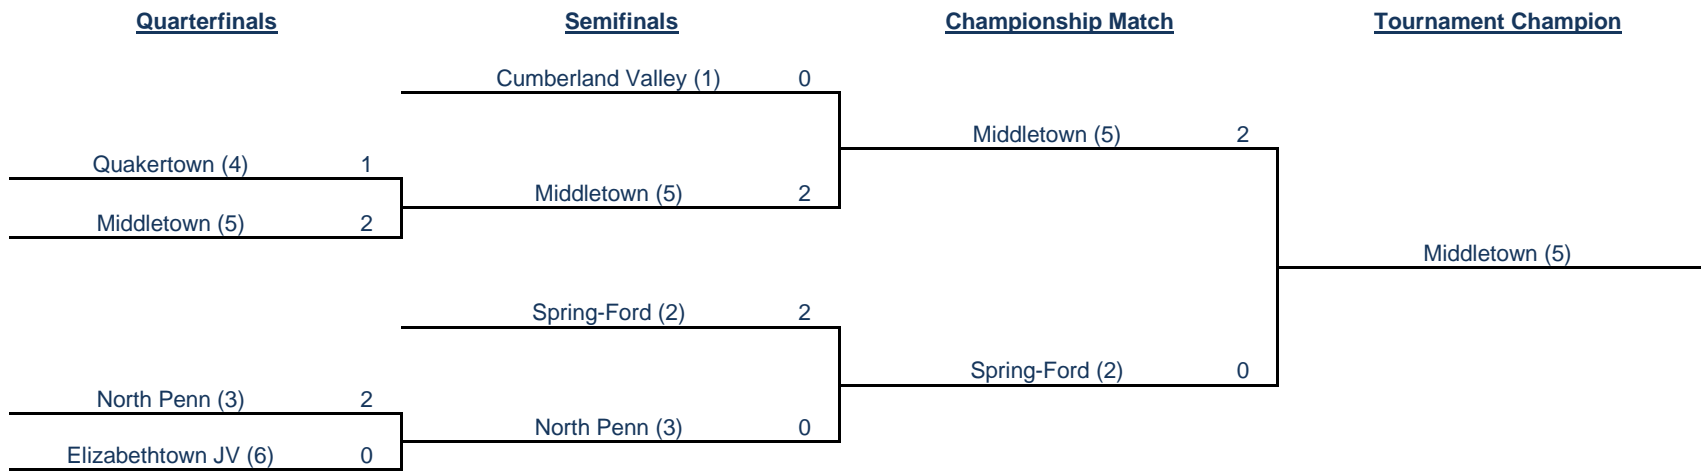 Quarterfinals Semifinals Championship Match Tournament Champion
Cumberland Valley (1) 0
Middletown (5) 2
Quakertown (4) 1
Middletown (5) 2
Middletown (5) 2
Middletown (5)
Spring-Ford (2) 2
Spring-Ford (2) 0
North Penn (3) 2
North Penn (3) 0
Elizabethtown JV (6) 0